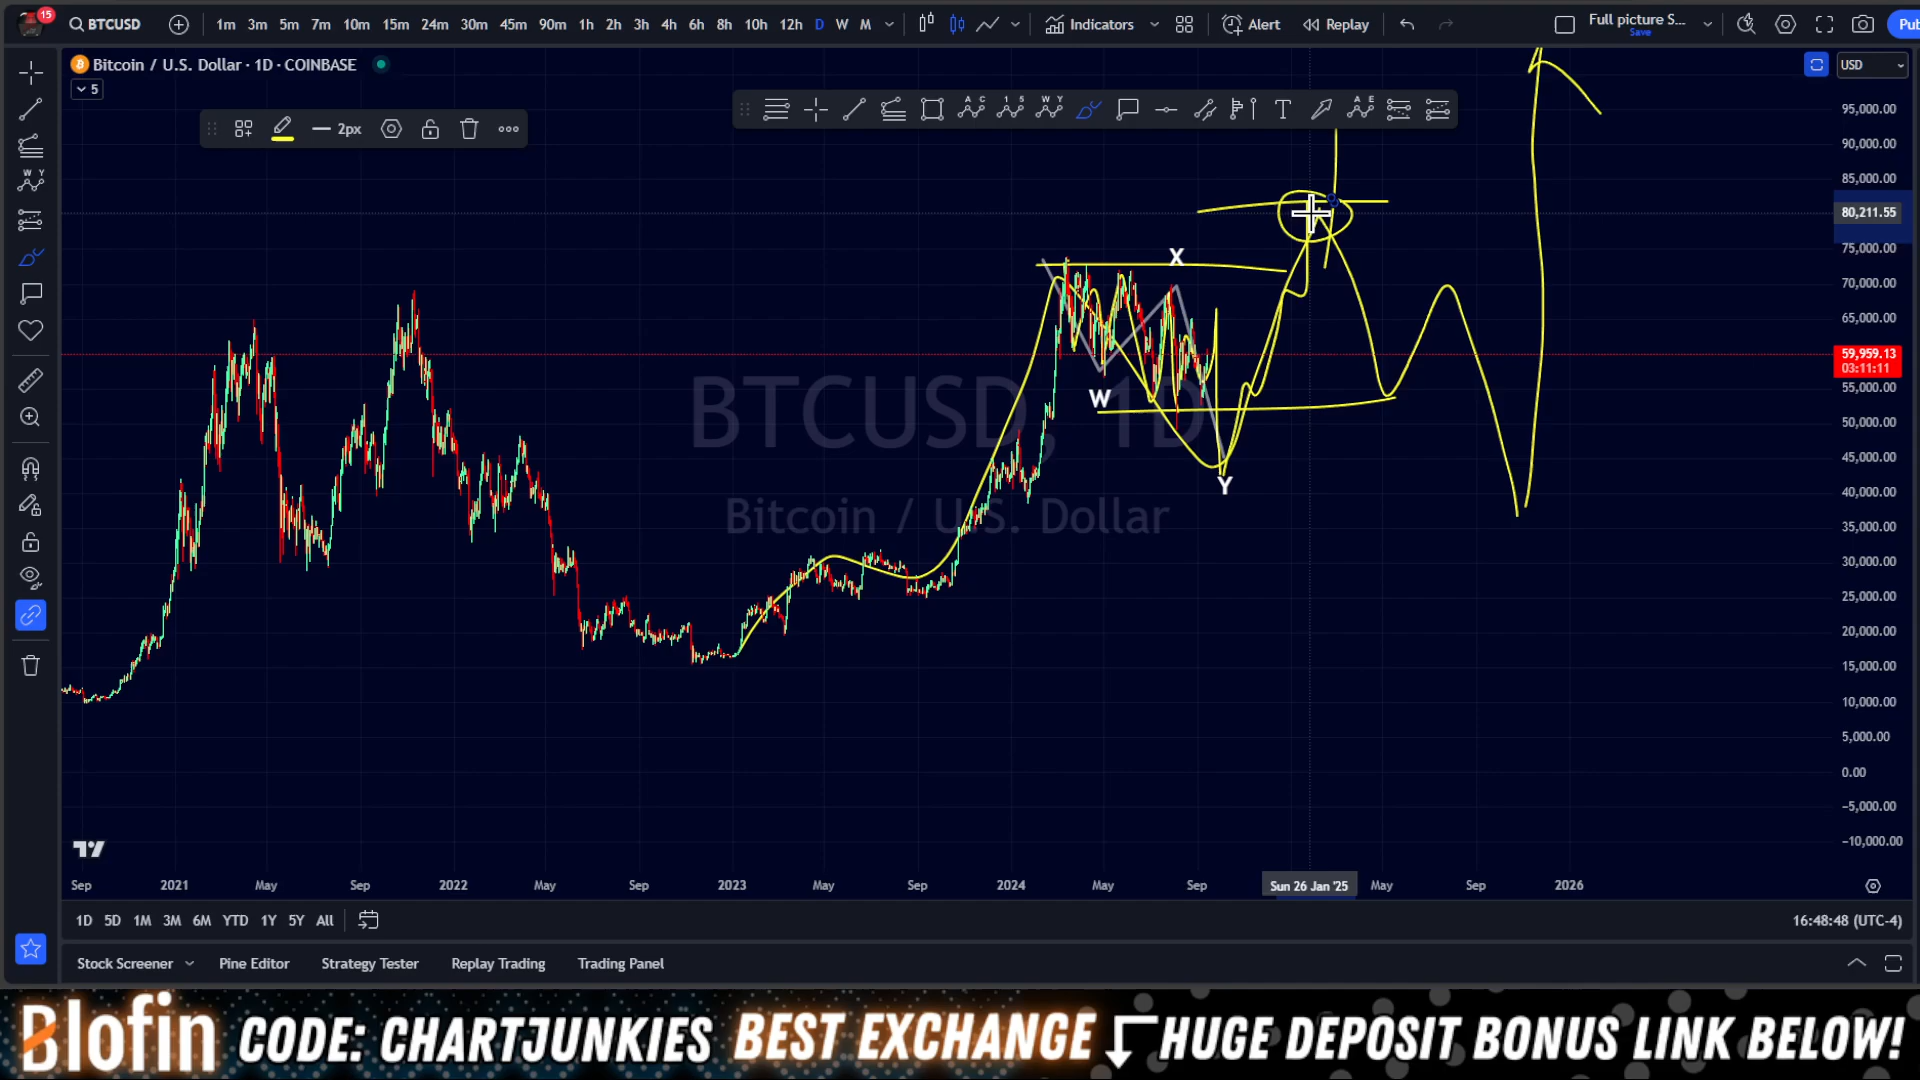 15
BTCUSD
1m 3m 5m 7m 10m 15m 24m 30m 45m 90m 1h 2h 3h 4h 6h 8h 10h 12h D W M
Indicators
Alert
Replay
Full picture S...
Save
Pub
Bitcoin / U.S. Dollar · 1D · COINBASE
USD
5
2px
A C
1 5
W Y
T
A E
W Y
95,000.00
90,000.00
85,000.00
80,211.55
75,000.00
70,000.00
65,000.00
59,959.13
03:11:11
55,000.00
50,000.00
45,000.00
40,000.00
35,000.00
30,000.00
25,000.00
20,000.00
15,000.00
10,000.00
5,000.00
0.00
−5,000.00
−10,000.00
X
W
Y
BTCUSD, 1D
Bitcoin / U.S. Dollar
Sep 2021 May Sep 2022 May Sep 2023 May Sep 2024 May Sep Sun 26 Jan '25 May Sep 2026
1D 5D 1M 3M 6M YTD 1Y 5Y All
16:48:48 (UTC-4)
Stock Screener Pine Editor Strategy Tester Replay Trading Trading Panel
Blofin CODE: CHARTJUNKIES BEST EXCHANGE HUGE DEPOSIT BONUS LINK BELOW!